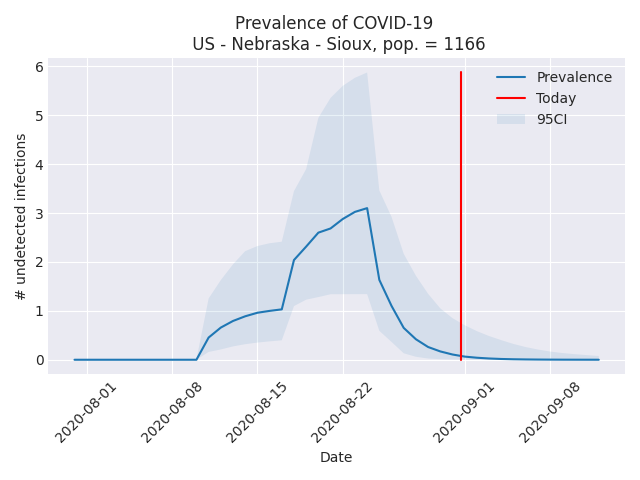 Prevalence of COVID-19
US - Nebraska - Sioux, pop. = 1166
# undetected infections
6
5
4
3
2
1
0
Prevalence
Today
95CI
2020-08-01
2020-08-08
2020-08-15
2020-08-22
2020-09-01
2020-09-08
Date